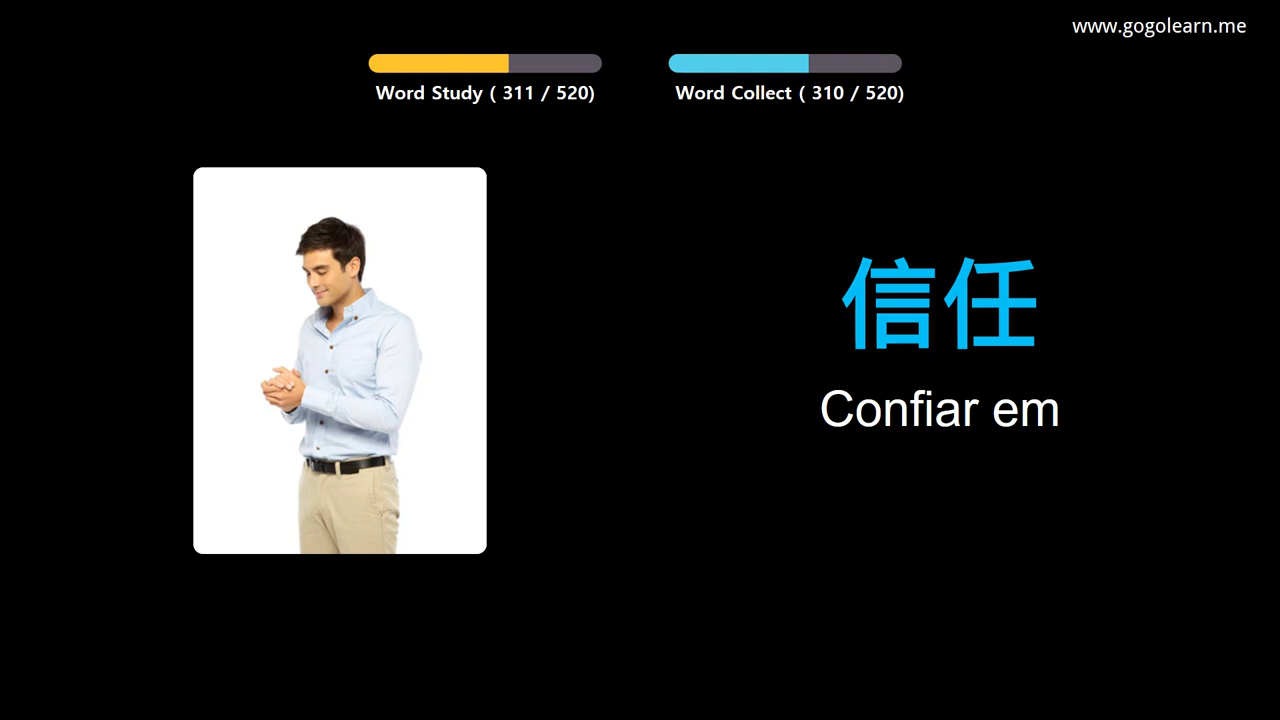 www.gogolearn.me
Word Study ( 311 / 520)
Word Collect ( 310 / 520)
信任
Confiar em